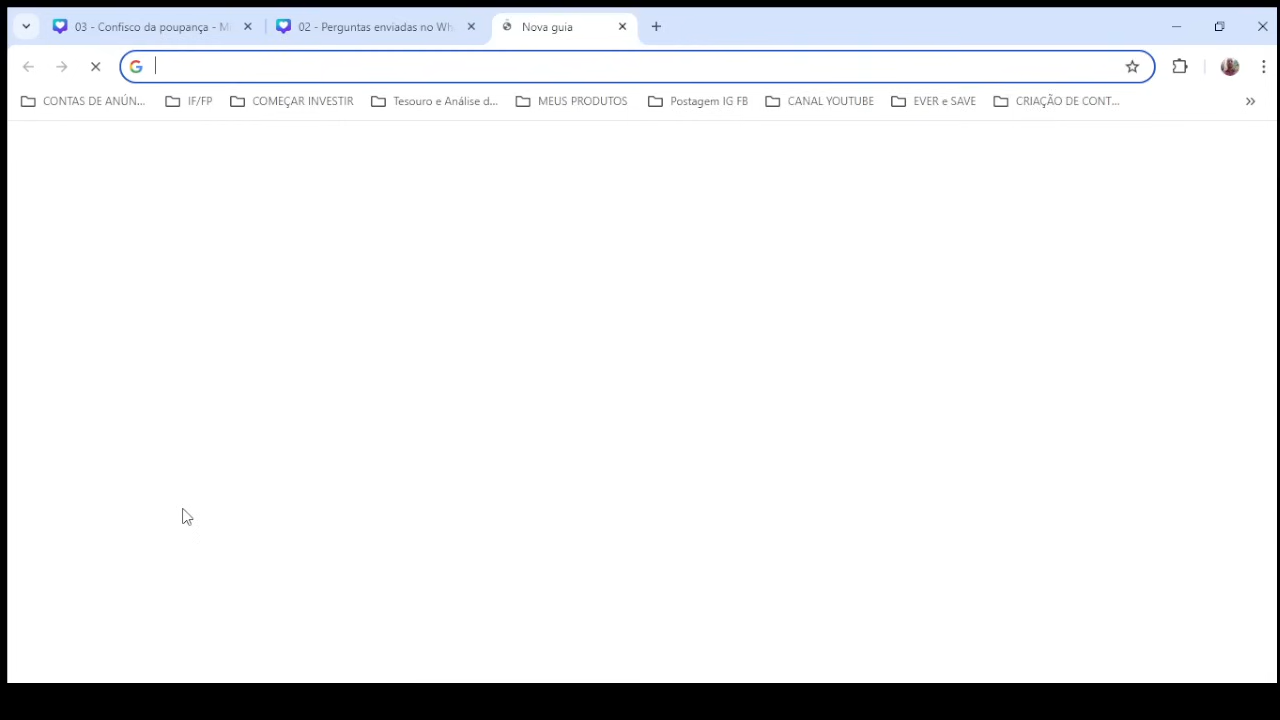 03 - Confisco da poupança - M
02 - Perguntas enviadas no Wh
Nova guia
CONTAS DE ANÚN...
IF/FP
COMEÇAR INVESTIR
Tesouro e Análise d...
MEUS PRODUTOS
Postagem IG FB
CANAL YOUTUBE
EVER e SAVE
CRIAÇÃO DE CONT...